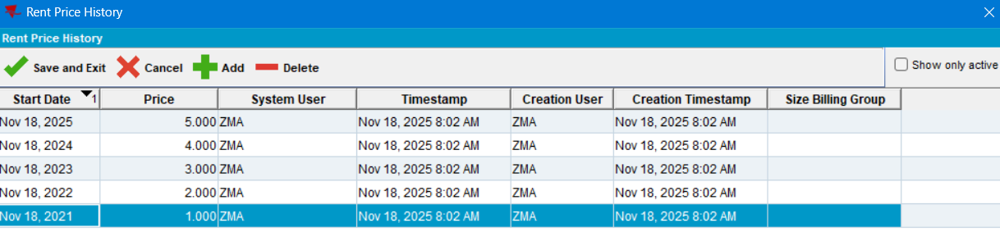 Rent Price History
Rent Price History
Save and Exit Cancel Add Delete Show only active
Start Date 1 Price System User Timestamp Creation User Creation Timestamp Size Billing Group
Nov 18, 2025 5.000 ZMA Nov 18, 2025 8:02 AM ZMA Nov 18, 2025 8:02 AM
Nov 18, 2024 4.000 ZMA Nov 18, 2025 8:02 AM ZMA Nov 18, 2025 8:02 AM
Nov 18, 2023 3.000 ZMA Nov 18, 2025 8:02 AM ZMA Nov 18, 2025 8:02 AM
Nov 18, 2022 2.000 ZMA Nov 18, 2025 8:02 AM ZMA Nov 18, 2025 8:02 AM
Nov 18, 2021 1.000 ZMA Nov 18, 2025 8:02 AM ZMA Nov 18, 2025 8:02 AM